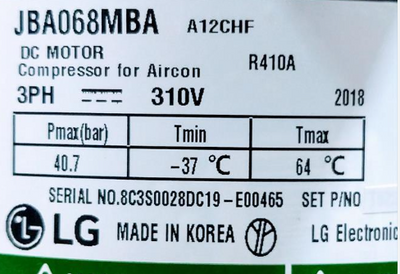 JBA068MBA A12CHF
DC MOTOR
Compressor for Aircon R410A
3PH 310V 2018
Pmax(bar) Tmin Tmax
40.7 -37 °C 64 °C
SERIAL NO.8C3S0028DC19-E00465 SET P/NO
LG MADE IN KOREA LG Electronic